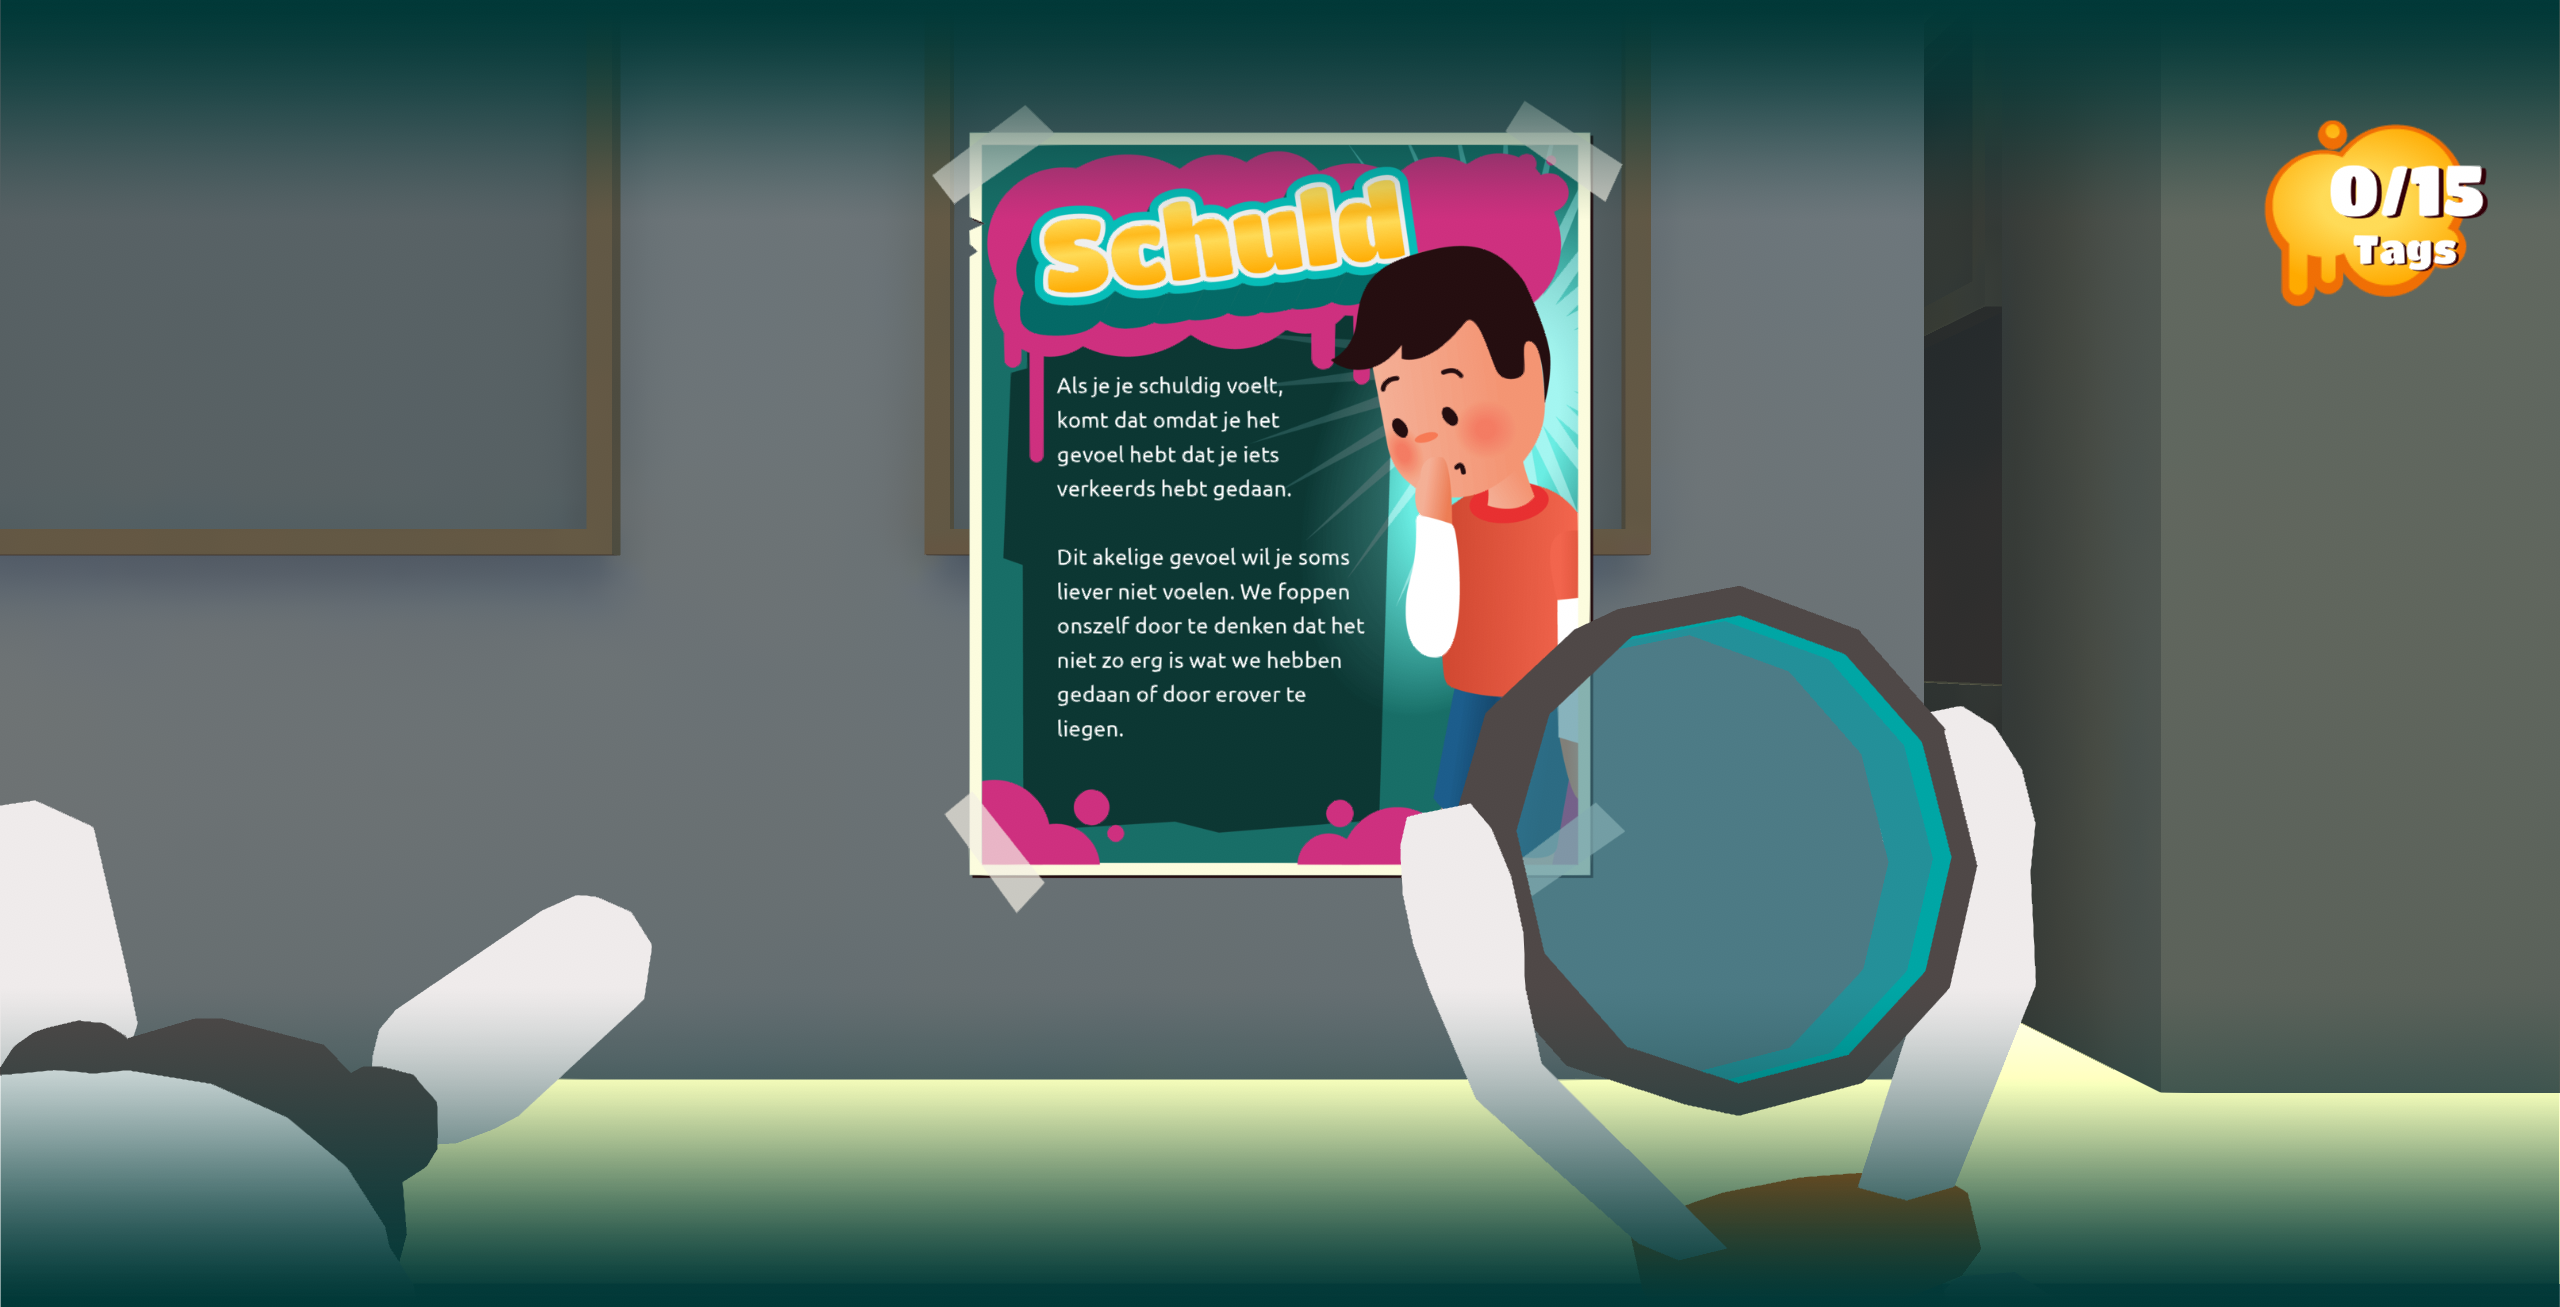 Schuld
Als je je schuldig voelt,
komt dat omdat je het
gevoel hebt dat je iets
verkeerds hebt gedaan.
Dit akelige gevoel wil je soms
liever niet voelen. We foppen
onszelf door te denken dat het
niet zo erg is wat we hebben
gedaan of door erover te
liegen.
0/15
Tags